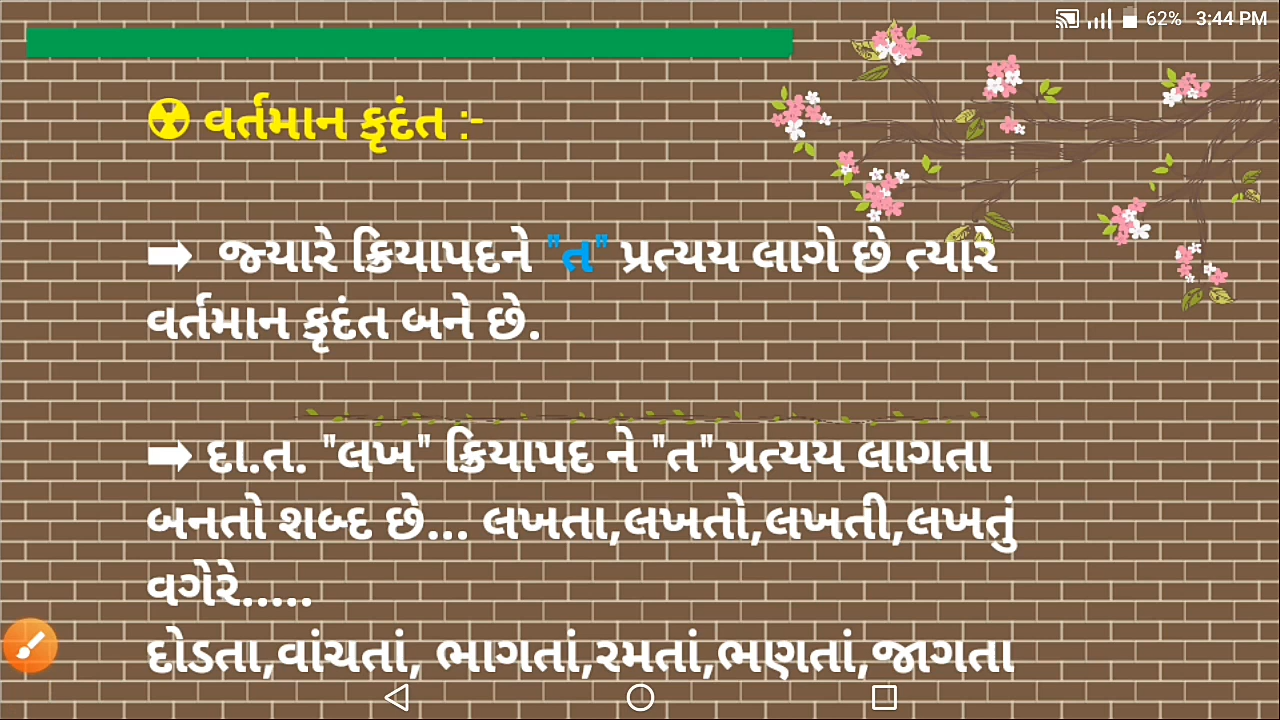 62% 3:44 PM
☢ વર્તમાન કૃદંત :-
➡ જ્યારે ક્રિયાપદને "ત" પ્રત્યય લાગે છે ત્યારે
વર્તમાન કૃદંત બને છે.
➡ દા.ત. "લખ" ક્રિયાપદ ને "ત" પ્રત્યય લાગતા
બનતો શબ્દ છે... લખતા,લખતો,લખતી,લખતું
વગેરે.....
દોડતા,વાંચતાં, ભાગતાં,રમતાં,ભણતાં,જાગતા